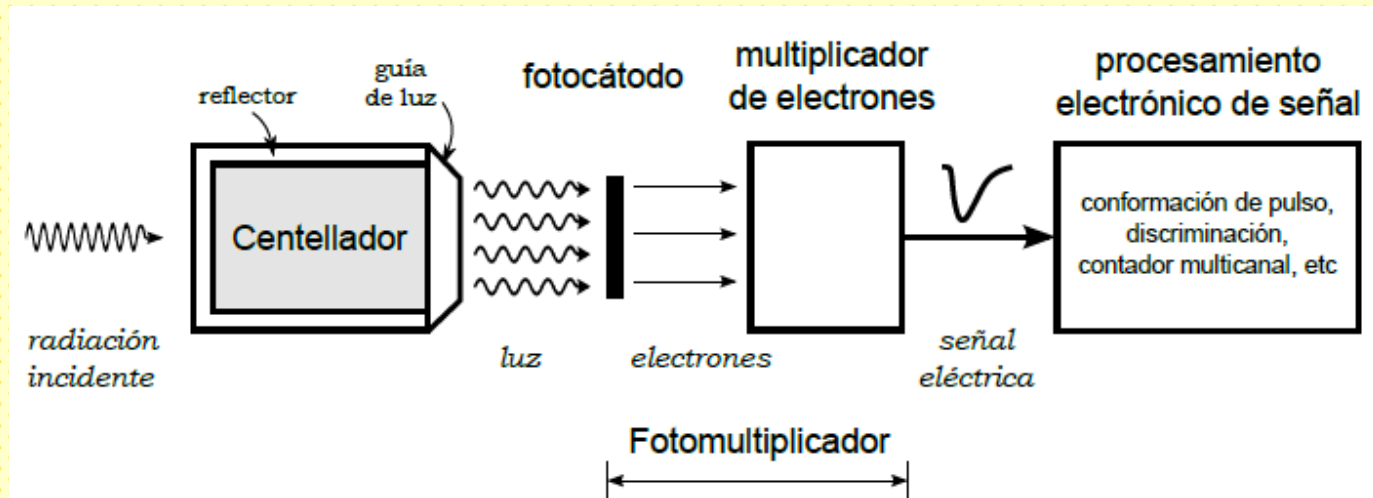 reflector
guía
de luz
fotocátodo
multiplicador
de electrones
procesamiento
electrónico de señal
Centellador
conformación de pulso,
discriminación,
contador multicanal, etc
radiación
incidente
luz
electrones
señal
eléctrica
Fotomultiplicador